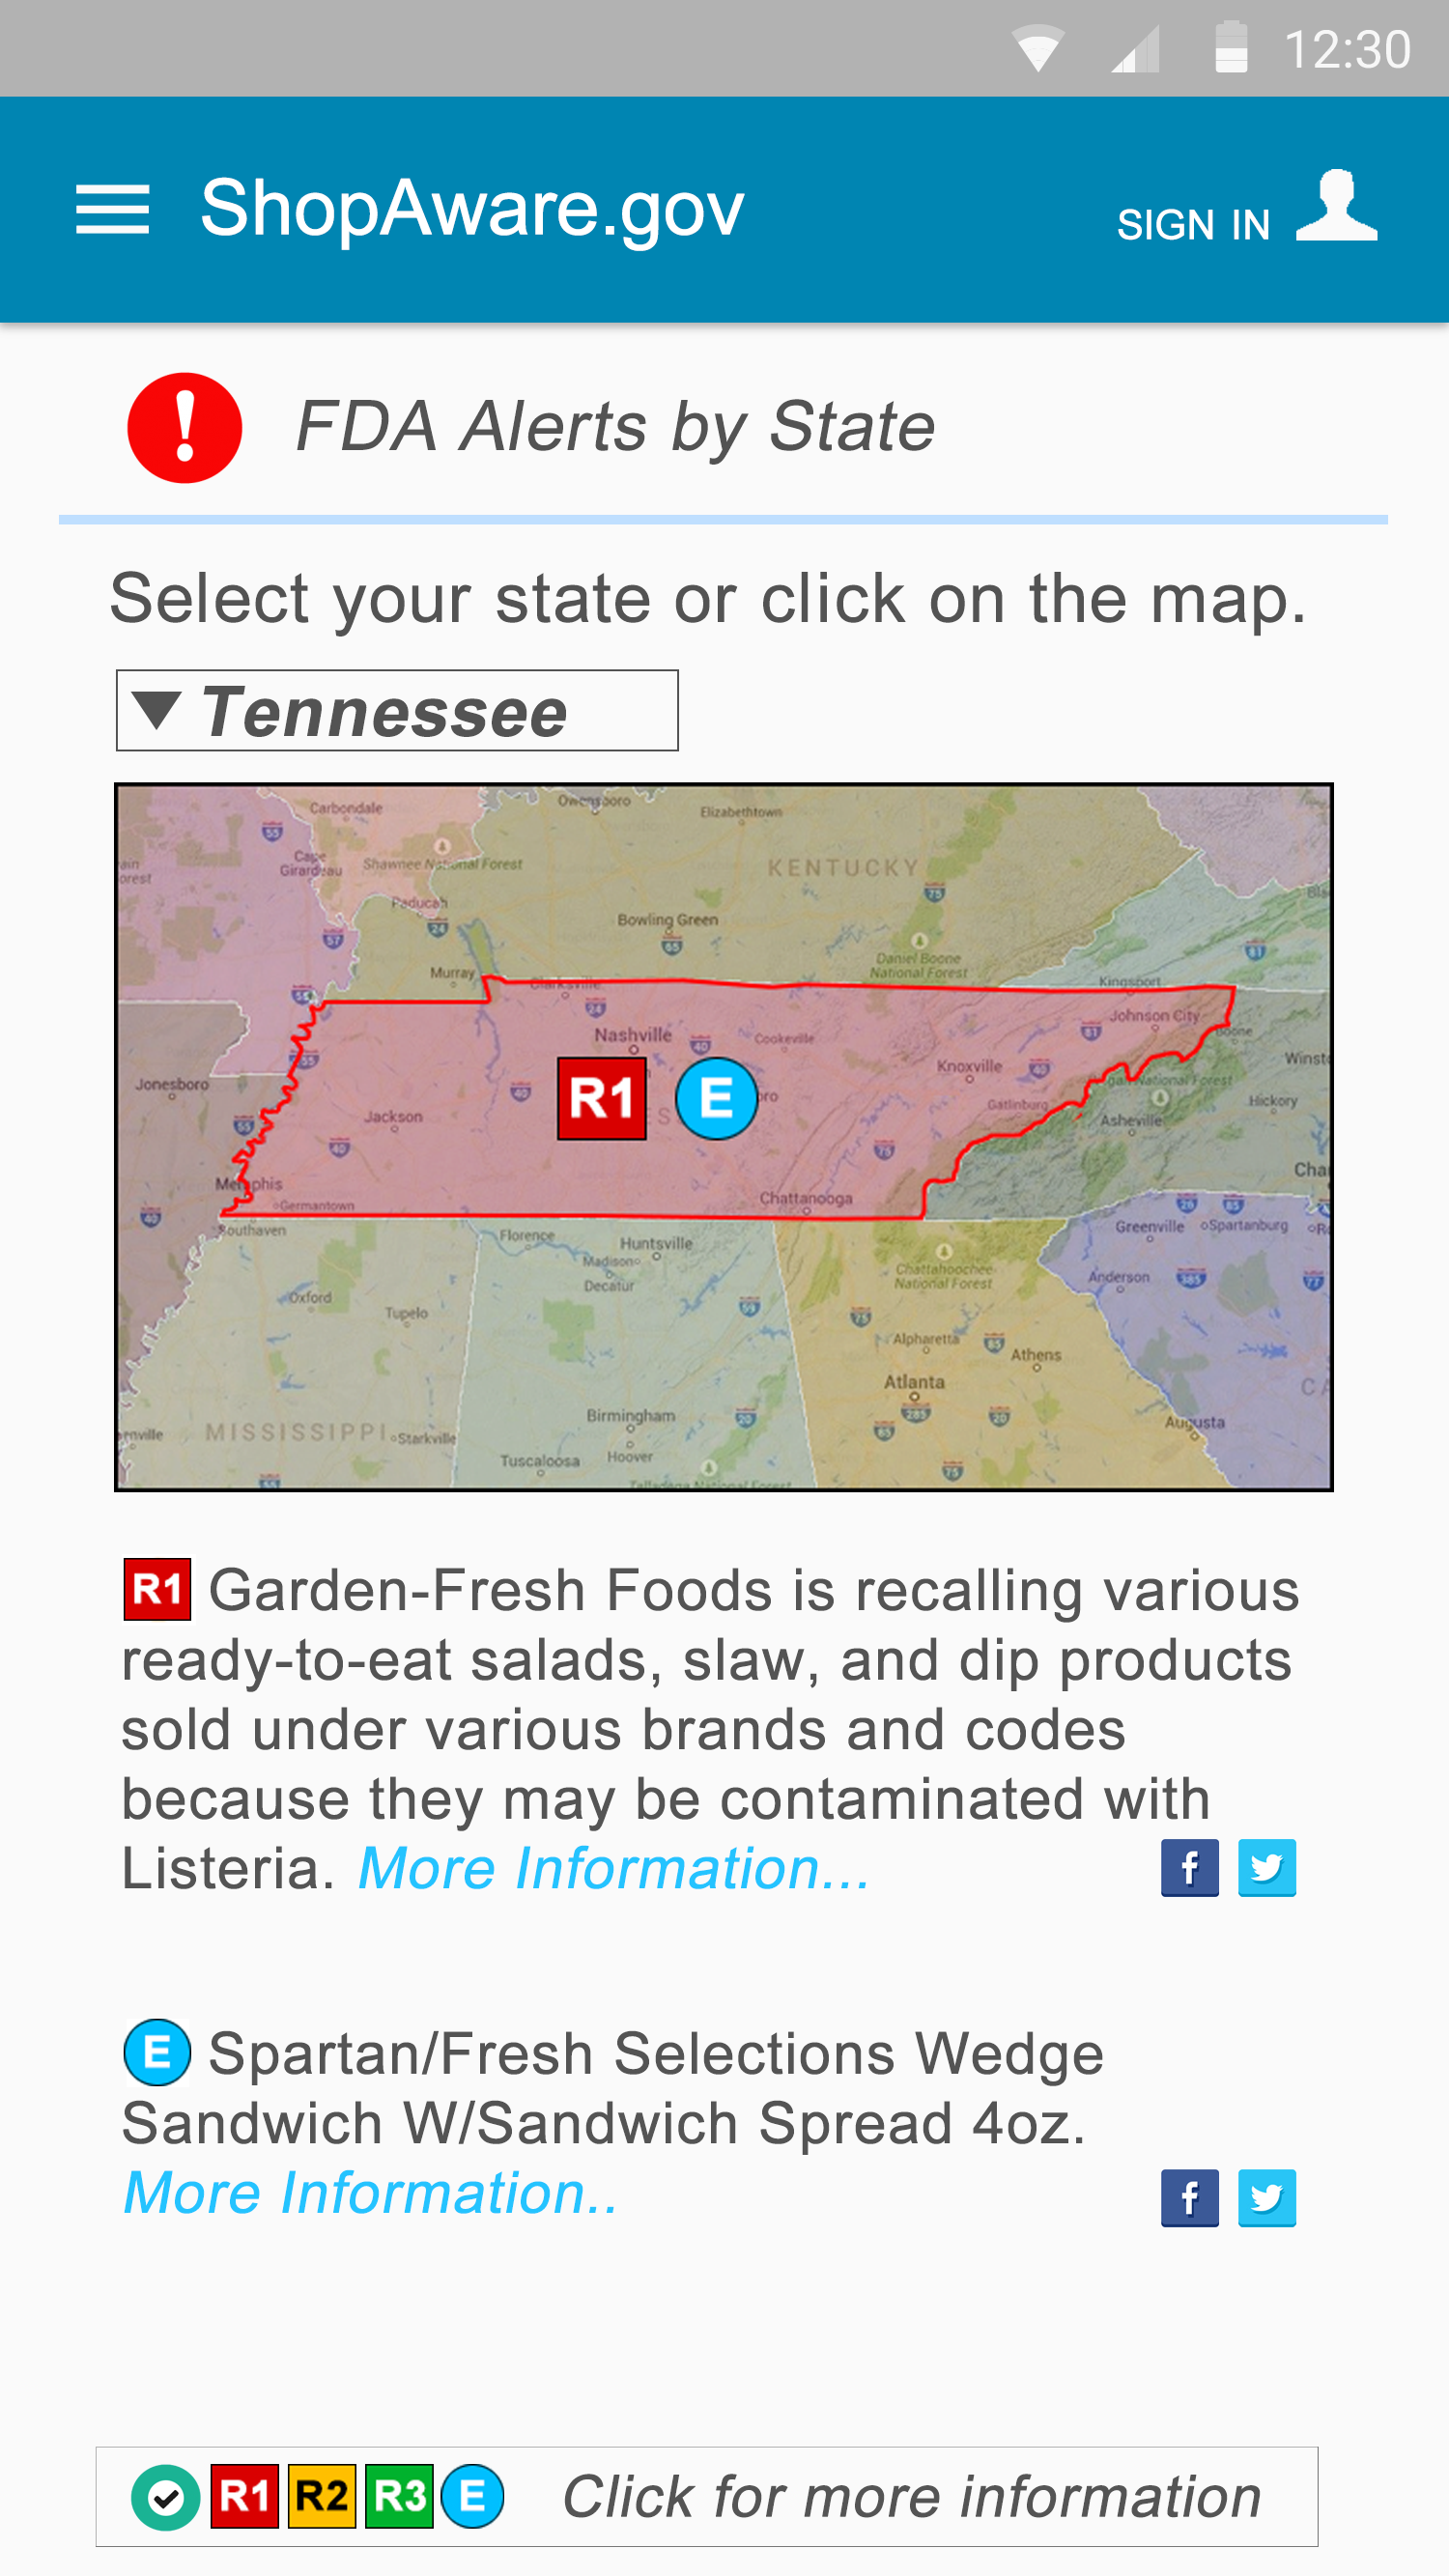 12:30
ShopAware.gov
SIGN IN
FDA Alerts by State
Select your state or click on the map.
Tennessee
Carbondale
Owensboro
Elizabethtown
Cape
Girardeau
Shawnee National Forest
KENTUCKY
Paducah
Bowling Green
Daniel Boone
National Forest
Murray
Clarksville
Kingsport
Johnson City
Boone
Nashville
Cookeville
Knoxville
Jonesboro
Hickory
Jackson
R1 E
Gatlinburg
Asheville
Memphis
Germantown
Chattanooga
Southaven
Florence
Huntsville
Madison
Decatur
Greenville
Spartanburg
Chattahoochee-
National Forest
Anderson
Oxford
Tupelo
Alpharetta
Athens
Atlanta
Birmingham
Augusta
MISSISSIPPI
Starkville
Hoover
Tuscaloosa
Talladega National Forest
R1 Garden-Fresh Foods is recalling various
ready-to-eat salads, slaw, and dip products
sold under various brands and codes
because they may be contaminated with
Listeria. More Information...
E Spartan/Fresh Selections Wedge
Sandwich W/Sandwich Spread 4oz.
More Information..
R1 R2 R3 E Click for more information